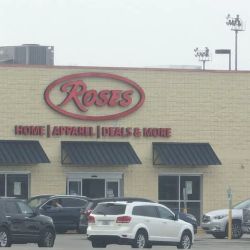 ROSES
HOME | APPAREL | DEALS & MORE